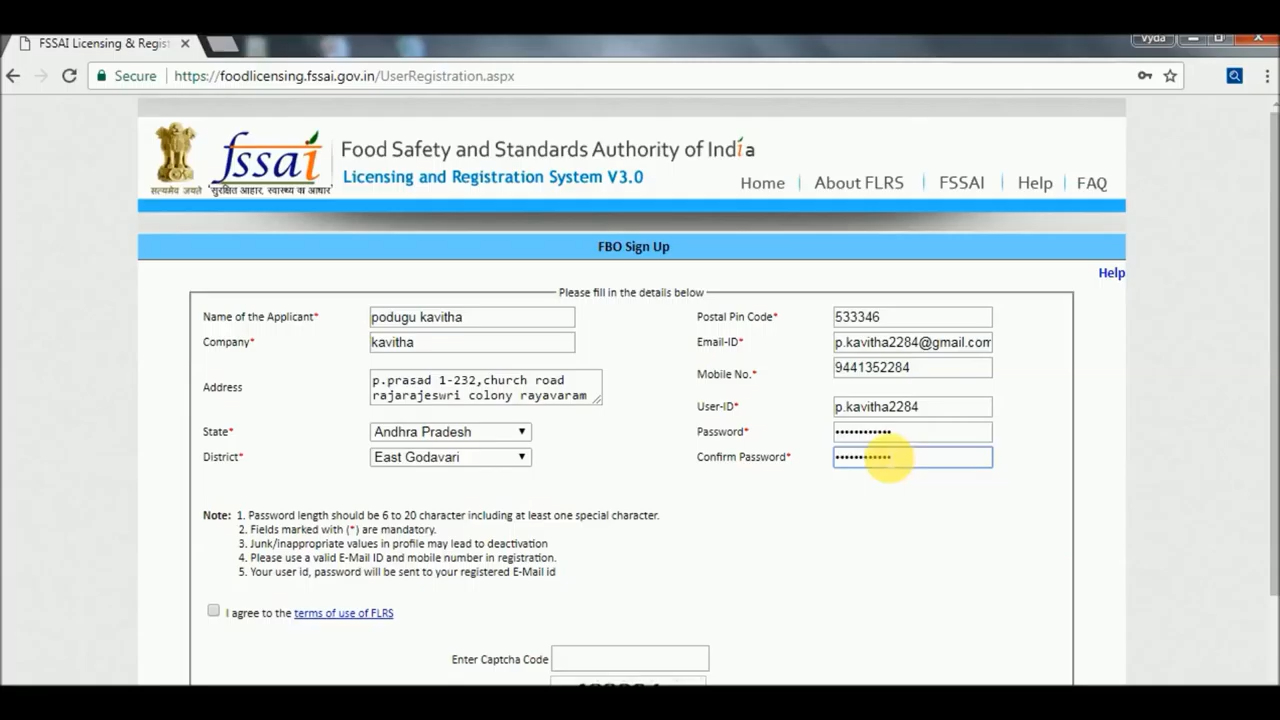 FSSAI Licensing & Regis
Vyda
Secure
https://foodlicensing.fssai.gov.in/UserRegistration.aspx
fssai
सत्यमेव जयते
'सुरक्षित आहार, स्वास्थ्य का आधार'
Food Safety and Standards Authority of India
Licensing and Registration System V3.0
Home About FLRS FSSAI Help FAQ
FBO Sign Up
Help
Please fill in the details below
Name of the Applicant* podugu kavitha
Postal Pin Code* 533346
Company* kavitha
Email-ID* p.kavitha2284@gmail.com
Address p.prasad 1-232,church road
rajarajeswri colony rayavaram
Mobile No.* 9441352284
User-ID* p.kavitha2284
State* Andhra Pradesh
Password* ••••••••••••
District* East Godavari
Confirm Password* ••••••••••••
Note: 1. Password length should be 6 to 20 character including at least one special character.
2. Fields marked with (*) are mandatory.
3. Junk/inappropriate values in profile may lead to deactivation
4. Please use a valid E-Mail ID and mobile number in registration.
5. Your user id, password will be sent to your registered E-Mail id
I agree to the terms of use of FLRS
Enter Captcha Code